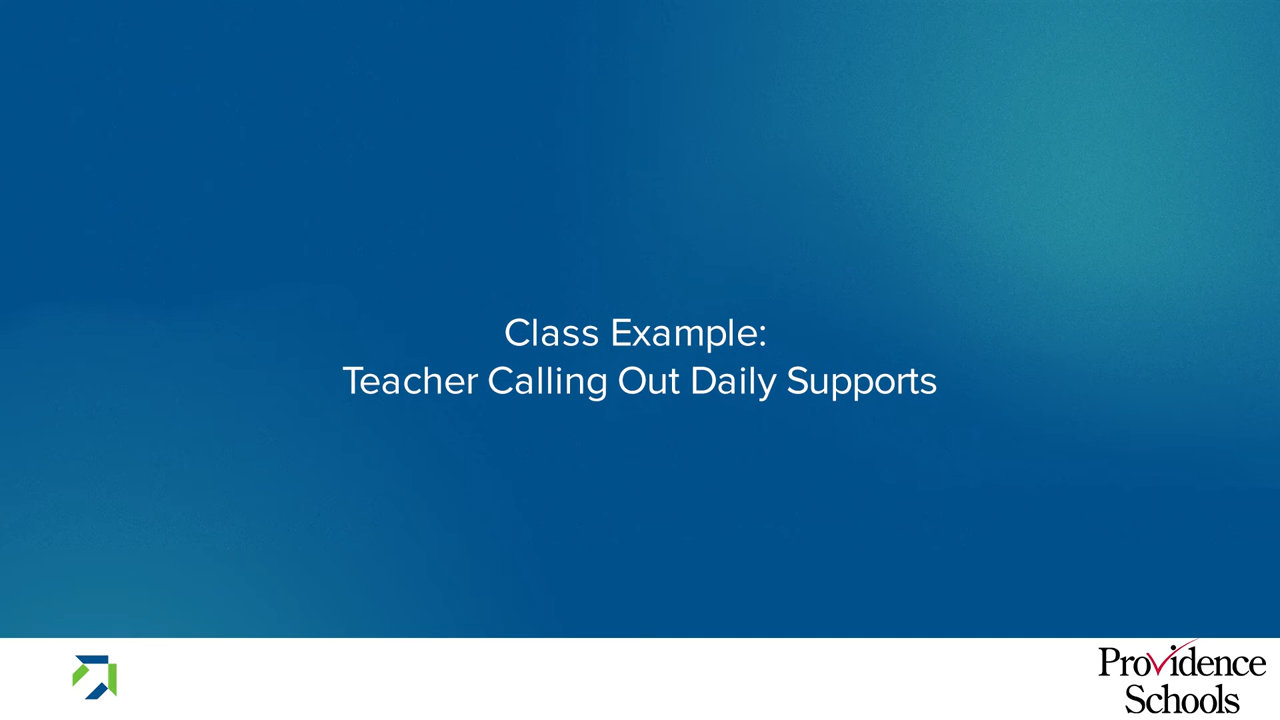 Class Example:
Teacher Calling Out Daily Supports
Providence
Schools